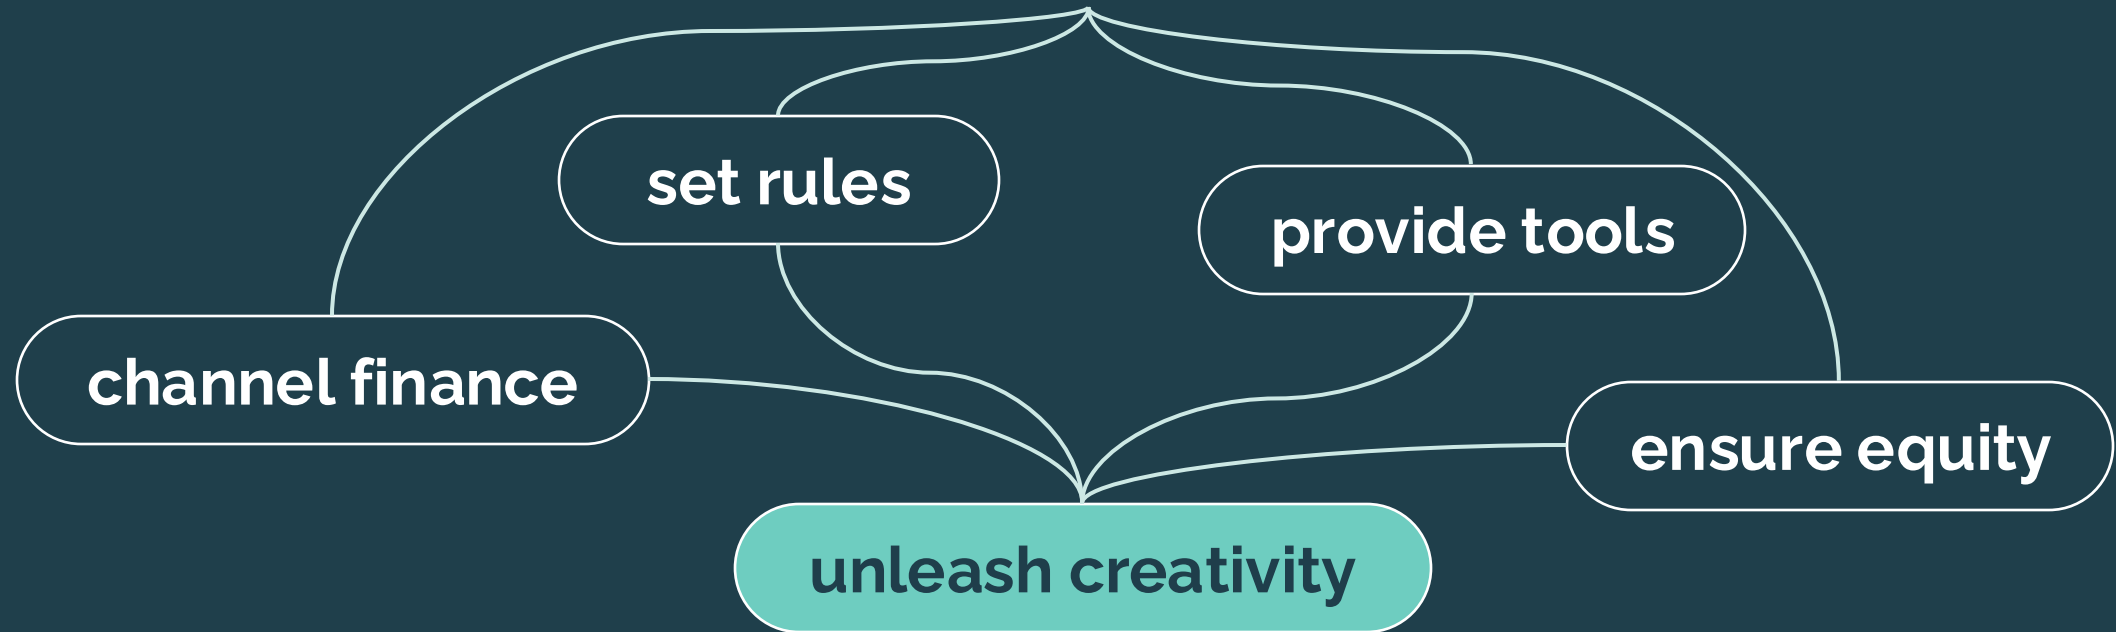 set rules
provide tools
channel finance
ensure equity
unleash creativity